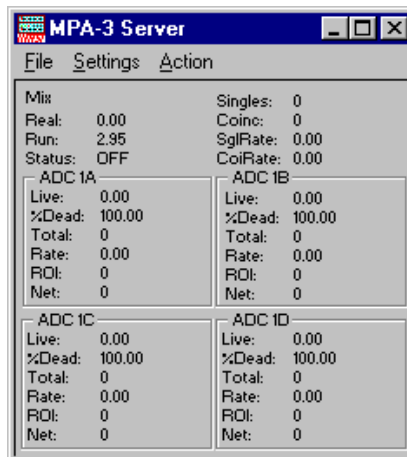 MPA-3 Server
File Settings Action
Mix
Real: 0.00
Run: 2.95
Status: OFF
Singles: 0
Coinc: 0
SglRate: 0.00
CoiRate: 0.00
ADC 1A
Live: 0.00
%Dead: 100.00
Total: 0
Rate: 0.00
ROI: 0
Net: 0
ADC 1B
Live: 0.00
%Dead: 100.00
Total: 0
Rate: 0.00
ROI: 0
Net: 0
ADC 1C
Live: 0.00
%Dead: 100.00
Total: 0
Rate: 0.00
ROI: 0
Net: 0
ADC 1D
Live: 0.00
%Dead: 100.00
Total: 0
Rate: 0.00
ROI: 0
Net: 0